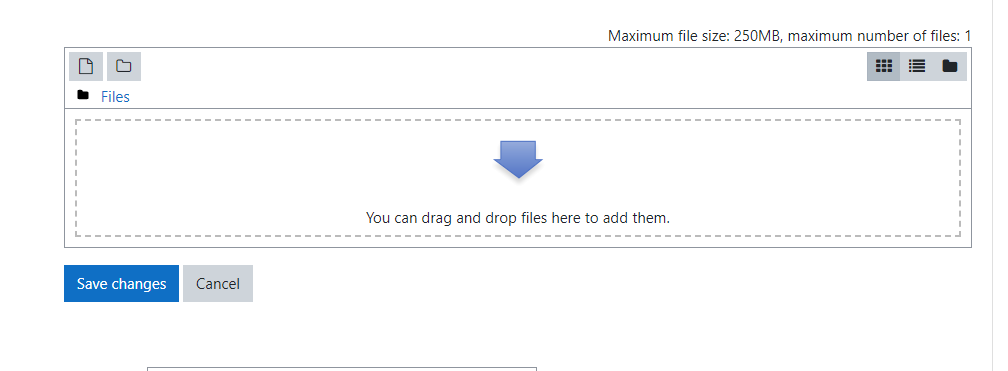 Maximum file size: 250MB, maximum number of files: 1
Files
You can drag and drop files here to add them.
Save changes
Cancel